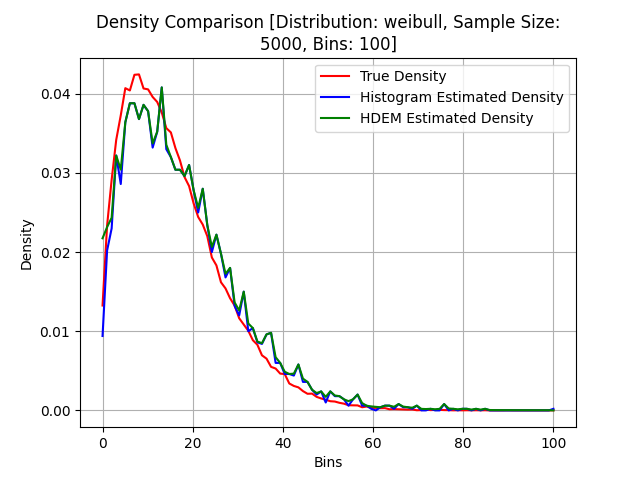 Density Comparison [Distribution: weibull, Sample Size:
5000, Bins: 100]
True Density
Histogram Estimated Density
HDEM Estimated Density
Density
0.04
0.03
0.02
0.01
0.00
0 20 40 60 80 100
Bins